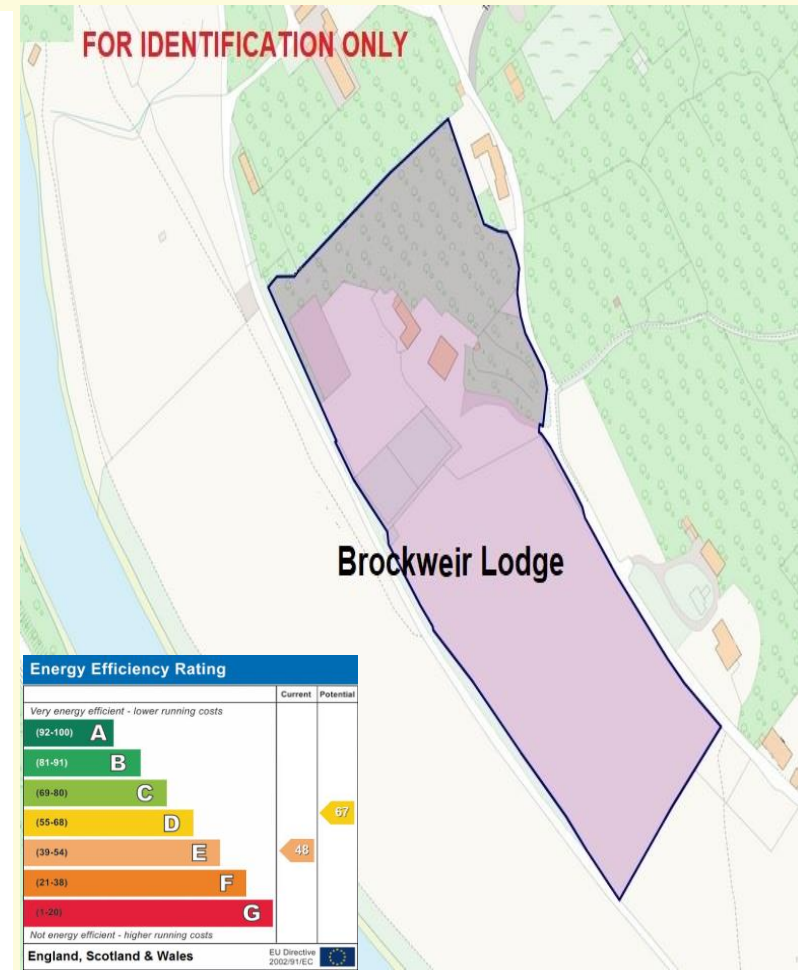 FOR IDENTIFICATION ONLY
Brockweir Lodge
Energy Efficiency Rating
Current Potential
Very energy efficient - lower running costs
(92-100) A
(81-91) B
(69-80) C
(55-68) D 67
(39-54) E 48
(21-38) F
(1-20) G
Not energy efficient - higher running costs
England, Scotland & Wales EU Directive
2002/91/EC